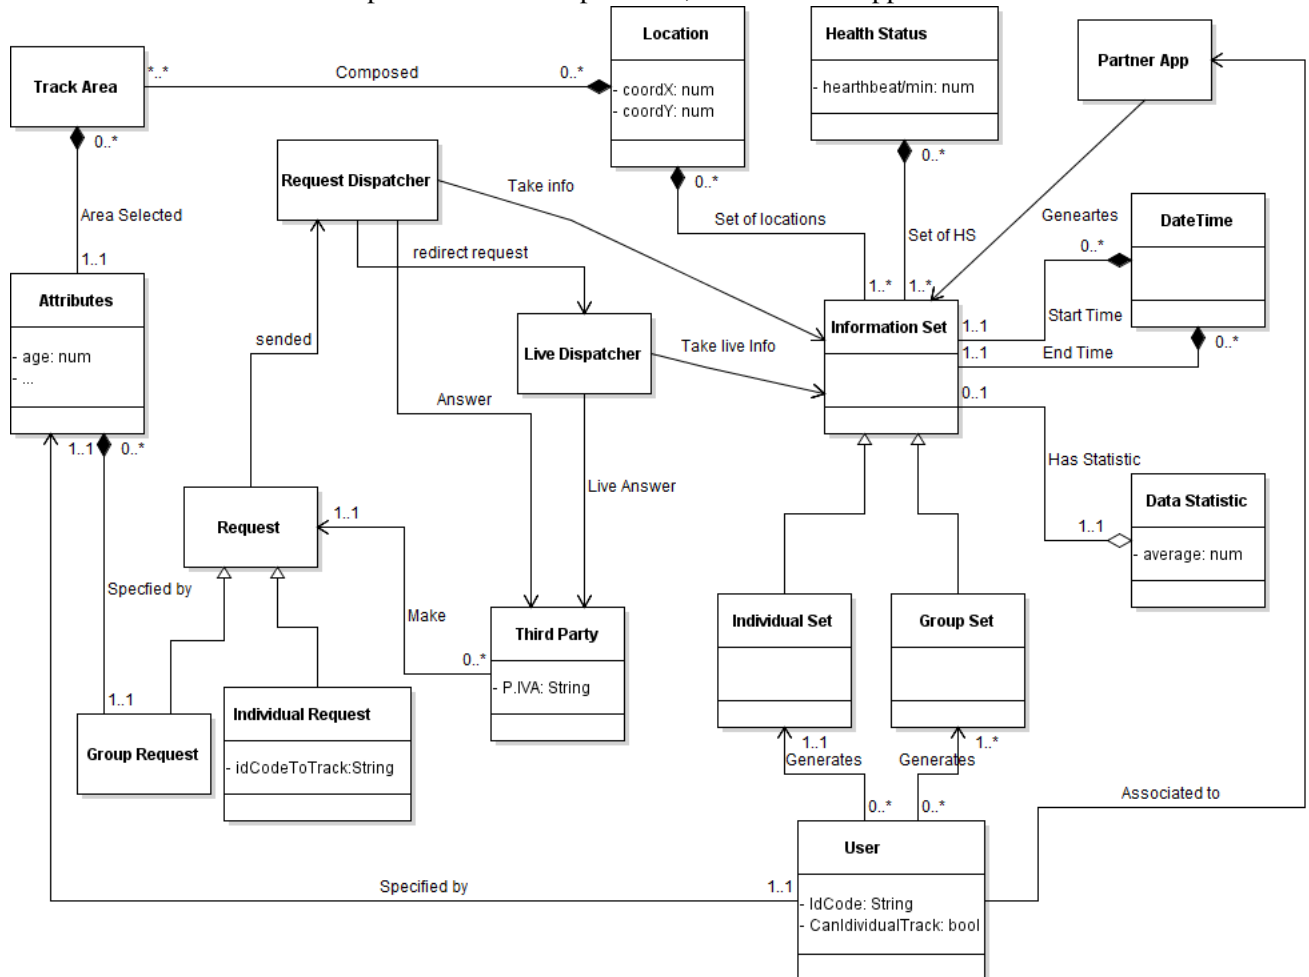 Location
Health Status
Partner App
Track Area
*..*
Composed
0..*
- coordX: num
- coordY: num
- hearthbeat/min: num
0..*
Request Dispatcher
Take info
0..*
0..*
Geneartes
DateTime
Area Selected
Set of locations
Set of HS
0..*
redirect request
1..1
Attributes
1..*
1..*
Information Set
1..1
Start Time
sended
Live Dispatcher
Take live Info
1..1
End Time
0..*
- age: num
- ...
Answer
0..1
1..1
0..*
Has Statistic
Live Answer
Data Statistic
Request
1..1
1..1
- average: num
Specfied by
Make
Third Party
Individual Set
Group Set
0..*
- P.IVA: String
1..1
Individual Request
Group Request
- idCodeToTrack:String
1..1
1..*
Generates
Generates
0..*
0..*
Associated to
User
Specified by
1..1
- IdCode: String
- CanIdividualTrack: bool